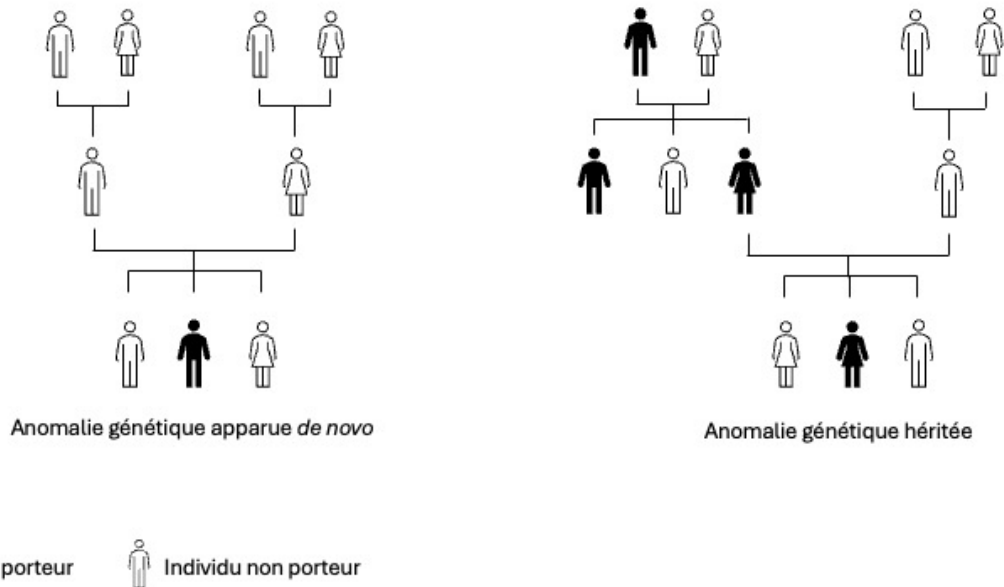 Anomalie génétique apparue de novo
Anomalie génétique héritée
porteur
Individu non porteur